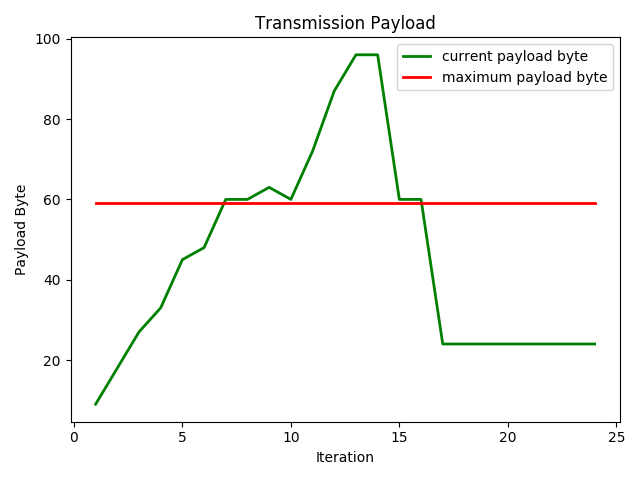 Transmission Payload
current payload byte
maximum payload byte
Payload Byte
100
80
60
40
20
0 5 10 15 20 25
Iteration